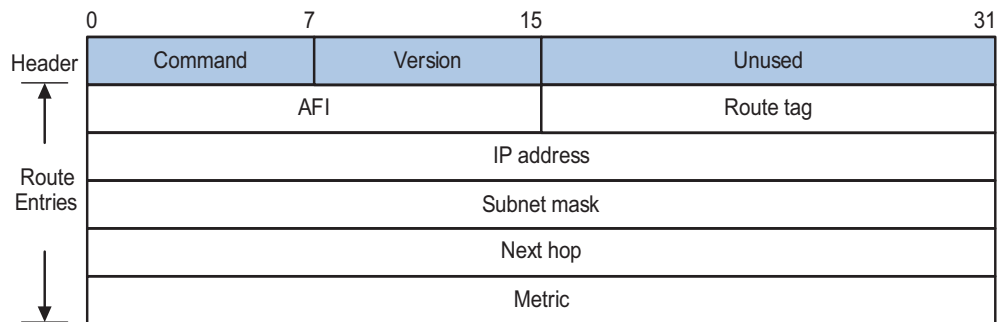 0 7 15 31
Header Command Version Unused
AFI Route tag
IP address
Route
Entries
Subnet mask
Next hop
Metric